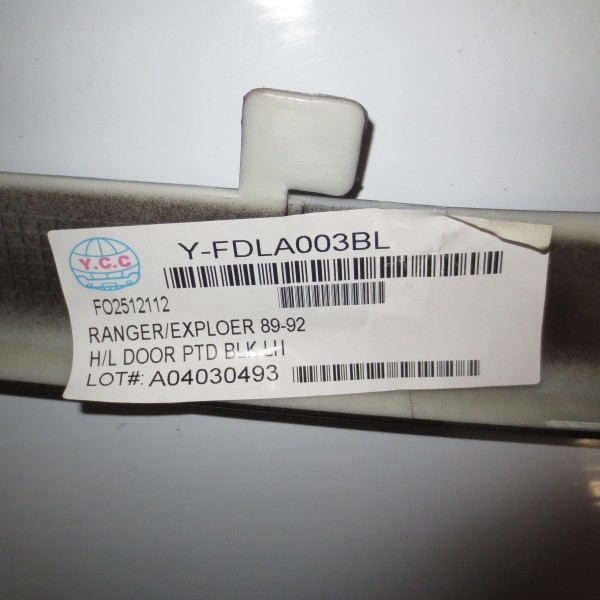 Y-FDLA003BL
Y.C.C
FO2512112
RANGER/EXPLOER 89-92
H/L DOOR PTD BLK LH
LOT#: A04030493